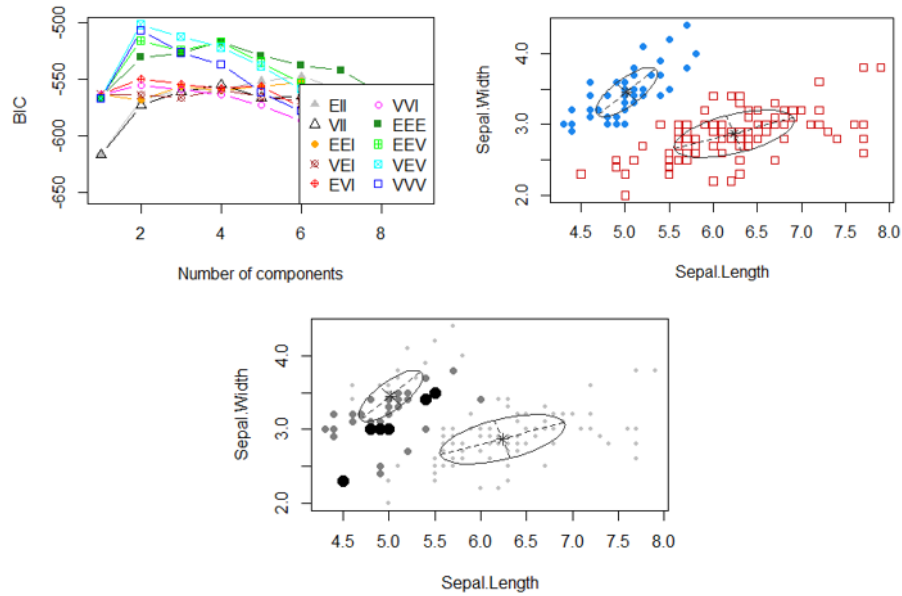 -500
-550
-600
-650
BIC
EII
VII
EEI
VEI
EVI
VVI
EEE
EEV
VEV
VVV
2
4
6
8
Number of components
4.0
3.0
2.0
Sepal.Width
4.5
5.0
5.5
6.0
6.5
7.0
7.5
8.0
Sepal.Length
4.0
3.0
2.0
Sepal.Width
4.5
5.0
5.5
6.0
6.5
7.0
7.5
8.0
Sepal.Length